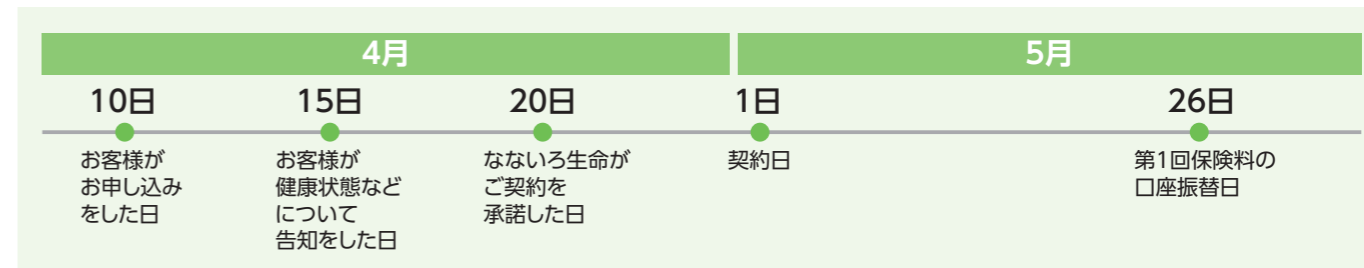 4月
5月
10日
15日
20日
1日
26日
お客様が
お申し込み
をした日
お客様が
健康状態など
について
告知をした日
なないろ生命が
ご契約を
承諾した日
契約日
第1回保険料の
口座振替日